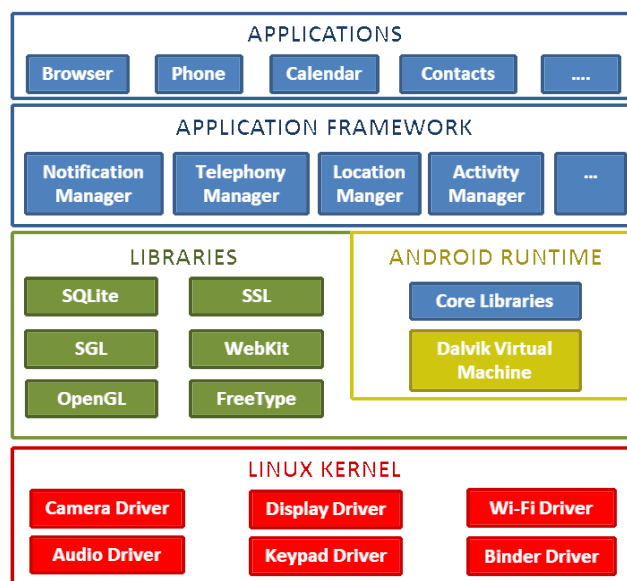 APPLICATIONS
Browser
Phone
Calendar
Contacts
....
APPLICATION FRAMEWORK
Notification
Manager
Telephony
Manager
Location
Manger
Activity
Manager
...
LIBRARIES
SQLite
SSL
SGL
WebKit
OpenGL
FreeType
ANDROID RUNTIME
Core Libraries
Dalvik Virtual
Machine
LINUX KERNEL
Camera Driver
Display Driver
Wi-Fi Driver
Audio Driver
Keypad Driver
Binder Driver